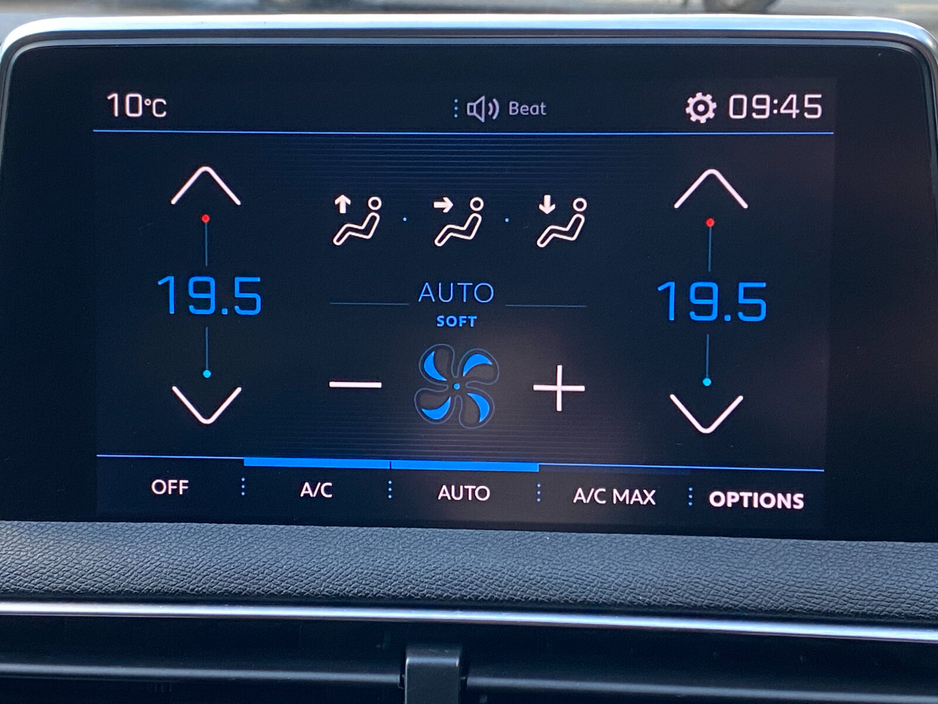 10°C
Beat
09:45
19.5
AUTO
SOFT
19.5
OFF
A/C
AUTO
A/C MAX
OPTIONS